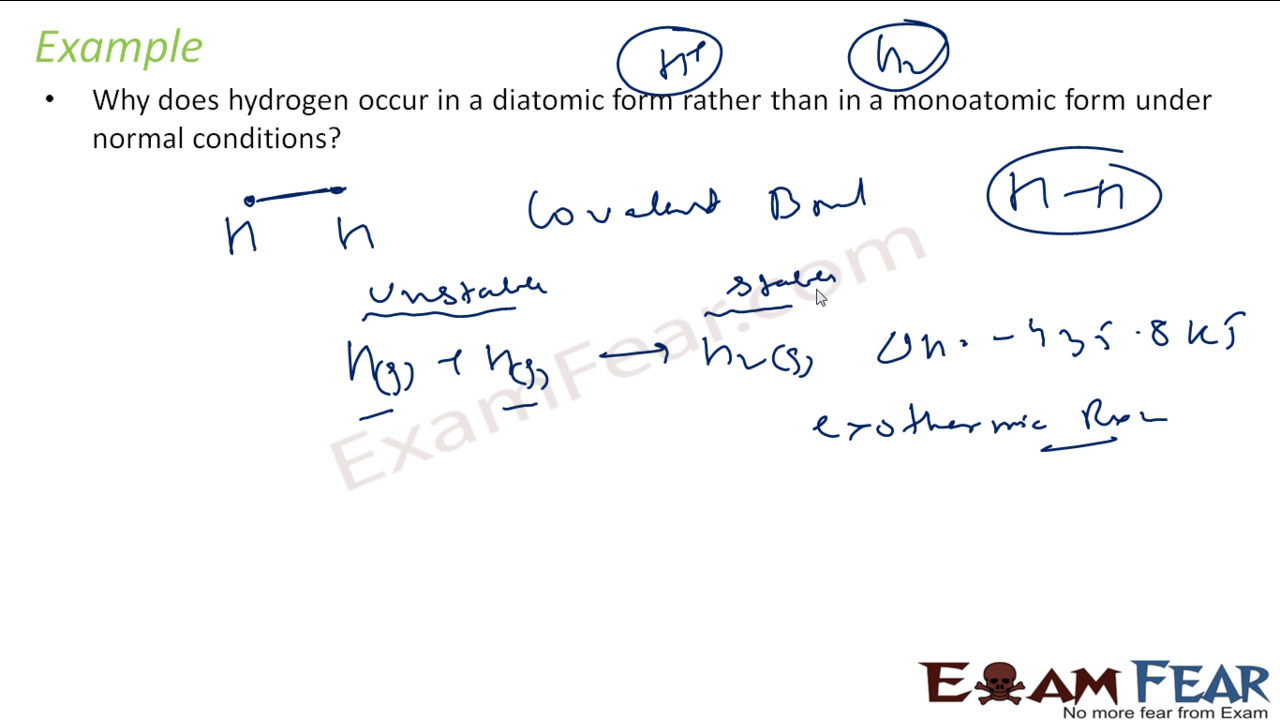 Example
H+ H2
• Why does hydrogen occur in a diatomic form rather than in a monoatomic form under
normal conditions?
H H Covalent Bond H–H
Unstable Stable
H(g) + H(g) → H2(g) ΔH = -435.8 KJ
exothermic Rxn
ExamFear.com
EXAM FEAR
No more fear from Exam